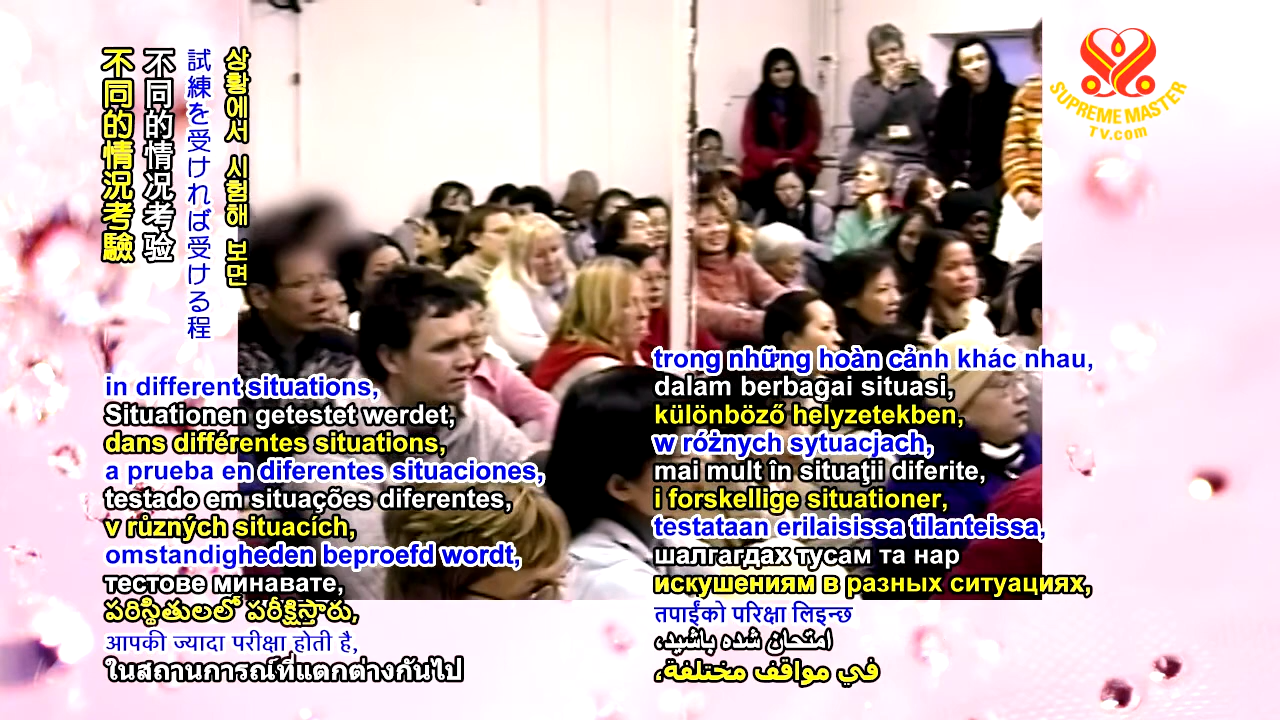 不同的情況考驗
不同的情况考验
試練を受ければ受ける程
상황에서 시험해 보면
SUPREME MASTER
TV.com
in different situations,
Situationen getestet werdet,
dans différentes situations,
a prueba en diferentes situaciones,
testado em situações diferentes,
v různých situacích,
omstandigheden beproefd wordt,
тестове минавате,
పరిస్థితులలో పరీక్షిస్తారు,
आपकी ज्यादा परीक्षा होती है,
ในสถานการณ์ที่แตกต่างกันไป
trong những hoàn cảnh khác nhau,
dalam berbagai situasi,
különböző helyzetekben,
w różnych sytuacjach,
mai mult în situaţii diferite,
i forskellige situationer,
testataan erilaisissa tilanteissa,
шалгагдах тусам та нар
искушениям в разных ситуациях,
तपाईंको परिक्षा लिइन्छ
امتحان شده باشید،
في مواقف مختلفة،